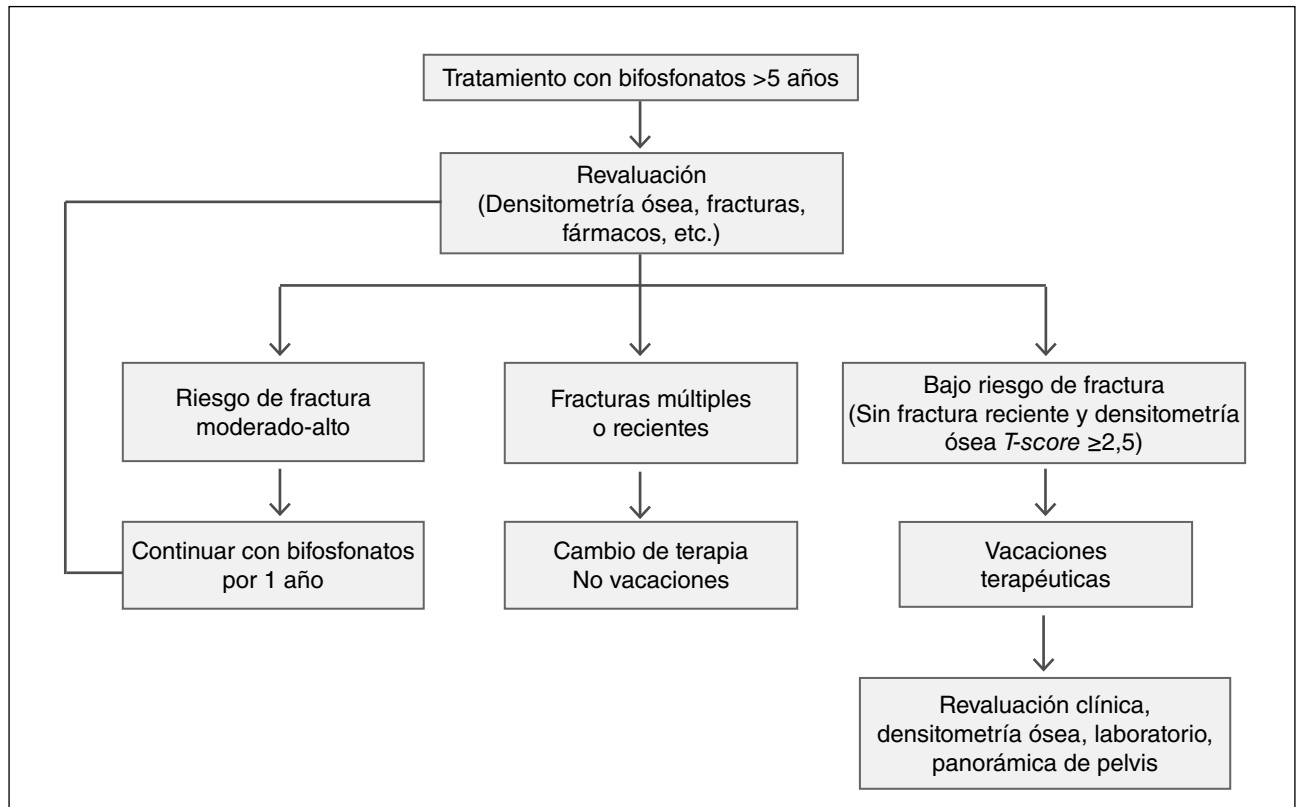 Tratamiento con bifosfonatos >5 años
Revaluación
(Densitometría ósea, fracturas,
fármacos, etc.)
Riesgo de fractura
moderado-alto
Fracturas múltiples
o recientes
Bajo riesgo de fractura
(Sin fractura reciente y densitometría
ósea T-score ≥2,5)
Continuar con bifosfonatos
por 1 año
Cambio de terapia
No vacaciones
Vacaciones
terapéuticas
Revaluación clínica,
densitometría ósea, laboratorio,
panorámica de pelvis